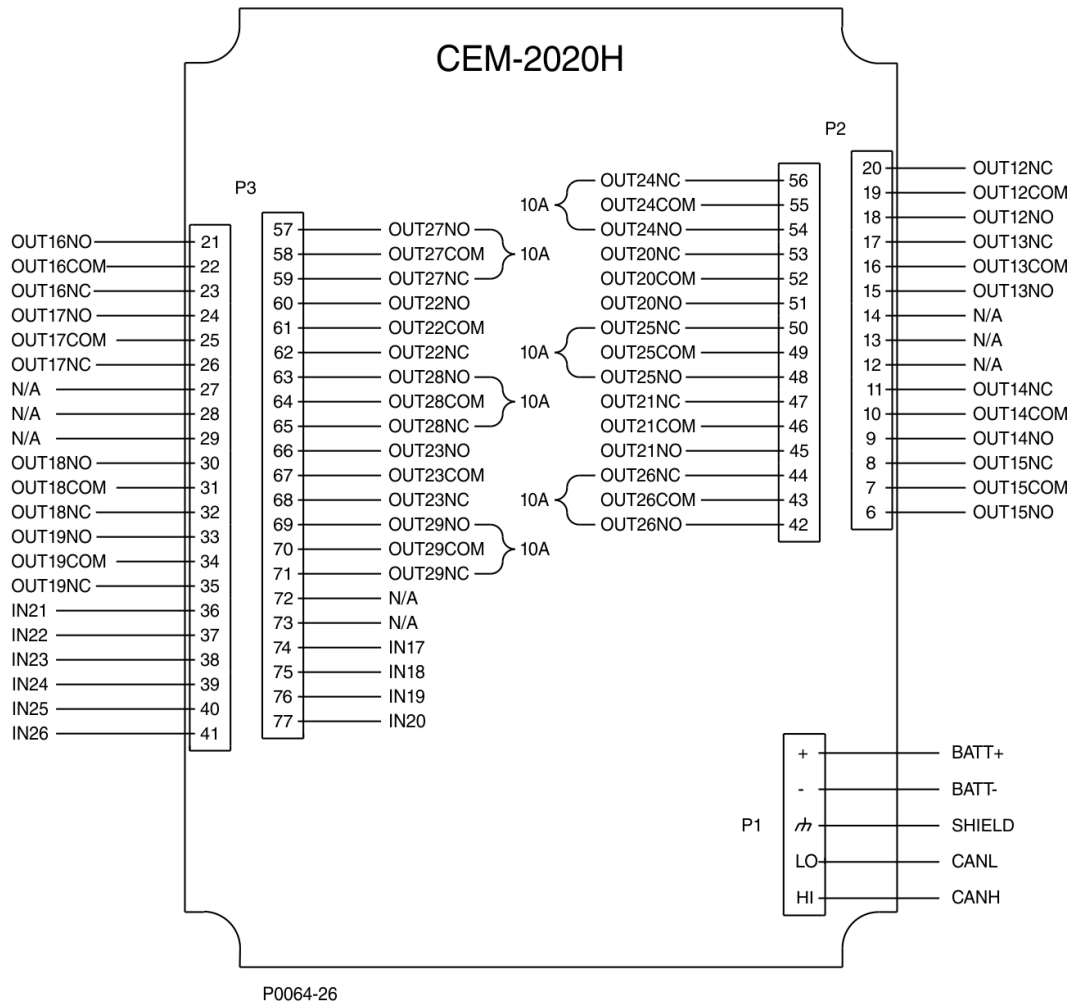 CEM-2020H
P3
OUT16NO 21
OUT16COM 22
OUT16NC 23
OUT17NO 24
OUT17COM 25
OUT17NC 26
N/A 27
N/A 28
N/A 29
OUT18NO 30
OUT18COM 31
OUT18NC 32
OUT19NO 33
OUT19COM 34
OUT19NC 35
IN21 36
IN22 37
IN23 38
IN24 39
IN25 40
IN26 41
57 OUT27NO
58 OUT27COM 10A
59 OUT27NC
60 OUT22NO
61 OUT22COM
62 OUT22NC
63 OUT28NO
64 OUT28COM 10A
65 OUT28NC
66 OUT23NO
67 OUT23COM
68 OUT23NC
69 OUT29NO
70 OUT29COM 10A
71 OUT29NC
72 N/A
73 N/A
74 IN17
75 IN18
76 IN19
77 IN20
P2
OUT24NC 56
10A OUT24COM 55
OUT24NO 54
OUT20NC 53
OUT20COM 52
OUT20NO 51
OUT25NC 50
10A OUT25COM 49
OUT25NO 48
OUT21NC 47
OUT21COM 46
OUT21NO 45
OUT26NC 44
10A OUT26COM 43
OUT26NO 42
20 OUT12NC
19 OUT12COM
18 OUT12NO
17 OUT13NC
16 OUT13COM
15 OUT13NO
14 N/A
13 N/A
12 N/A
11 OUT14NC
10 OUT14COM
9 OUT14NO
8 OUT15NC
7 OUT15COM
6 OUT15NO
P1
+ BATT+
- BATT-
SHIELD
LO CANL
HI CANH
P0064-26